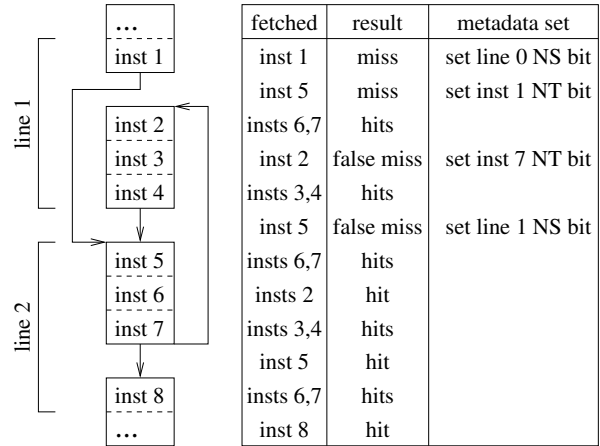 ...
inst 1
inst 2
inst 3
inst 4
inst 5
inst 6
inst 7
inst 8
...
line 1
line 2
fetched result metadata set
inst 1 miss set line 0 NS bit
inst 5 miss set inst 1 NT bit
insts 6,7 hits
inst 2 false miss set inst 7 NT bit
insts 3,4 hits
inst 5 false miss set line 1 NS bit
insts 6,7 hits
insts 2 hit
insts 3,4 hits
inst 5 hit
insts 6,7 hits
inst 8 hit